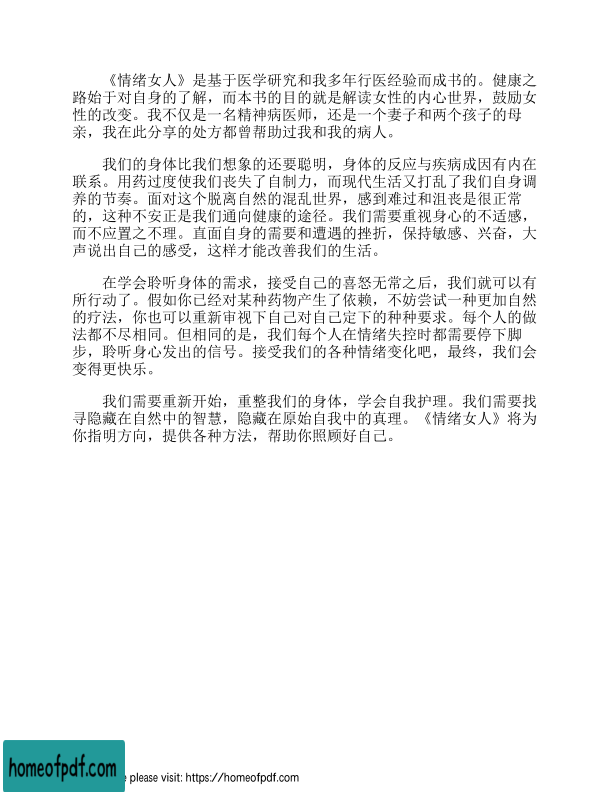 《情绪女人》是基于医学研究和我多年行医经验而成书的。健康之
路始于对自身的了解，而本书的目的就是解读女性的内心世界，鼓励女
性的改变。我不仅是一名精神病医师，还是一个妻子和两个孩子的母
亲，我在此分享的处方都曾帮助过我和我的病人。
我们的身体比我们想象的还要聪明，身体的反应与疾病成因有内在
联系。用药过度使我们丧失了自制力，而现代生活又打乱了我们自身调
养的节奏。面对这个脱离自然的混乱世界，感到难过和沮丧是很正常
的，这种不安正是我们通向健康的途径。我们需要重视身心的不适感，
而不应置之不理。直面自身的需要和遭遇的挫折，保持敏感、兴奋，大
声说出自己的感受，这样才能改善我们的生活。
在学会聆听身体的需求，接受自己的喜怒无常之后，我们就可以有
所行动了。假如你已经对某种药物产生了依赖，不妨尝试一种更加自然
的疗法，你也可以重新审视下自己对自己定下的种种要求。每个人的做
法都不尽相同。但相同的是，我们每个人在情绪失控时都需要停下脚
步，聆听身心发出的信号。接受我们的各种情绪变化吧，最终，我们会
变得更快乐。
我们需要重新开始，重整我们的身体，学会自我护理。我们需要找
寻隐藏在自然中的智慧，隐藏在原始自我中的真理。《情绪女人》将为
你指明方向，提供各种方法，帮助你照顾好自己。
homeofpdf.com
please visit: https://homeofpdf.com